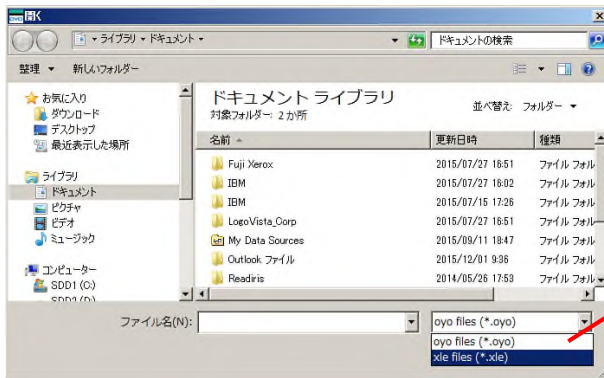 開く
ライブラリ ▾ ドキュメント ▾
ドキュメントの検索
整理 ▾ 新しいフォルダー
お気に入り
ダウンロード
デスクトップ
最近表示した場所
ライブラリ
ドキュメント
ピクチャ
ビデオ
ミュージック
コンピューター
SDD1 (C:)
SDD1 (D:)
ドキュメント ライブラリ
対象フォルダー: 2 か所
並べ替え: フォルダー ▾
名前 更新日時 種類
Fuji Xerox 2015/07/27 16:51 ファイル フォル
IBM 2015/07/27 16:02 ファイル フォル
IBM 2015/07/15 17:26 ファイル フォル
LogoVista_Corp 2015/07/27 16:51 ファイル フォル
My Data Sources 2015/09/11 18:47 ファイル フォル
Outlook ファイル 2015/12/01 9:36 ファイル フォル
Readiris 2014/05/26 17:53 ファイル フォル
ファイル名(N):
oyo files (*.oyo)
oyo files (*.oyo)
xle files (*.xle)